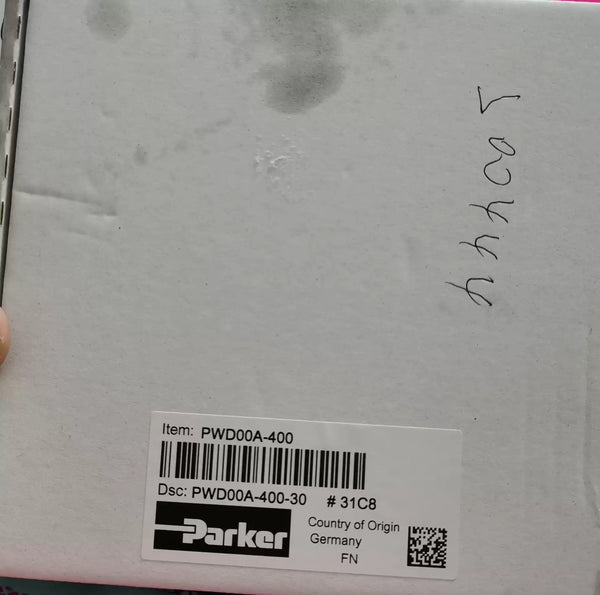 Item: PWD00A-400
Dsc: PWD00A-400-30 # 31C8
Parker
Country of Origin
Germany
FN